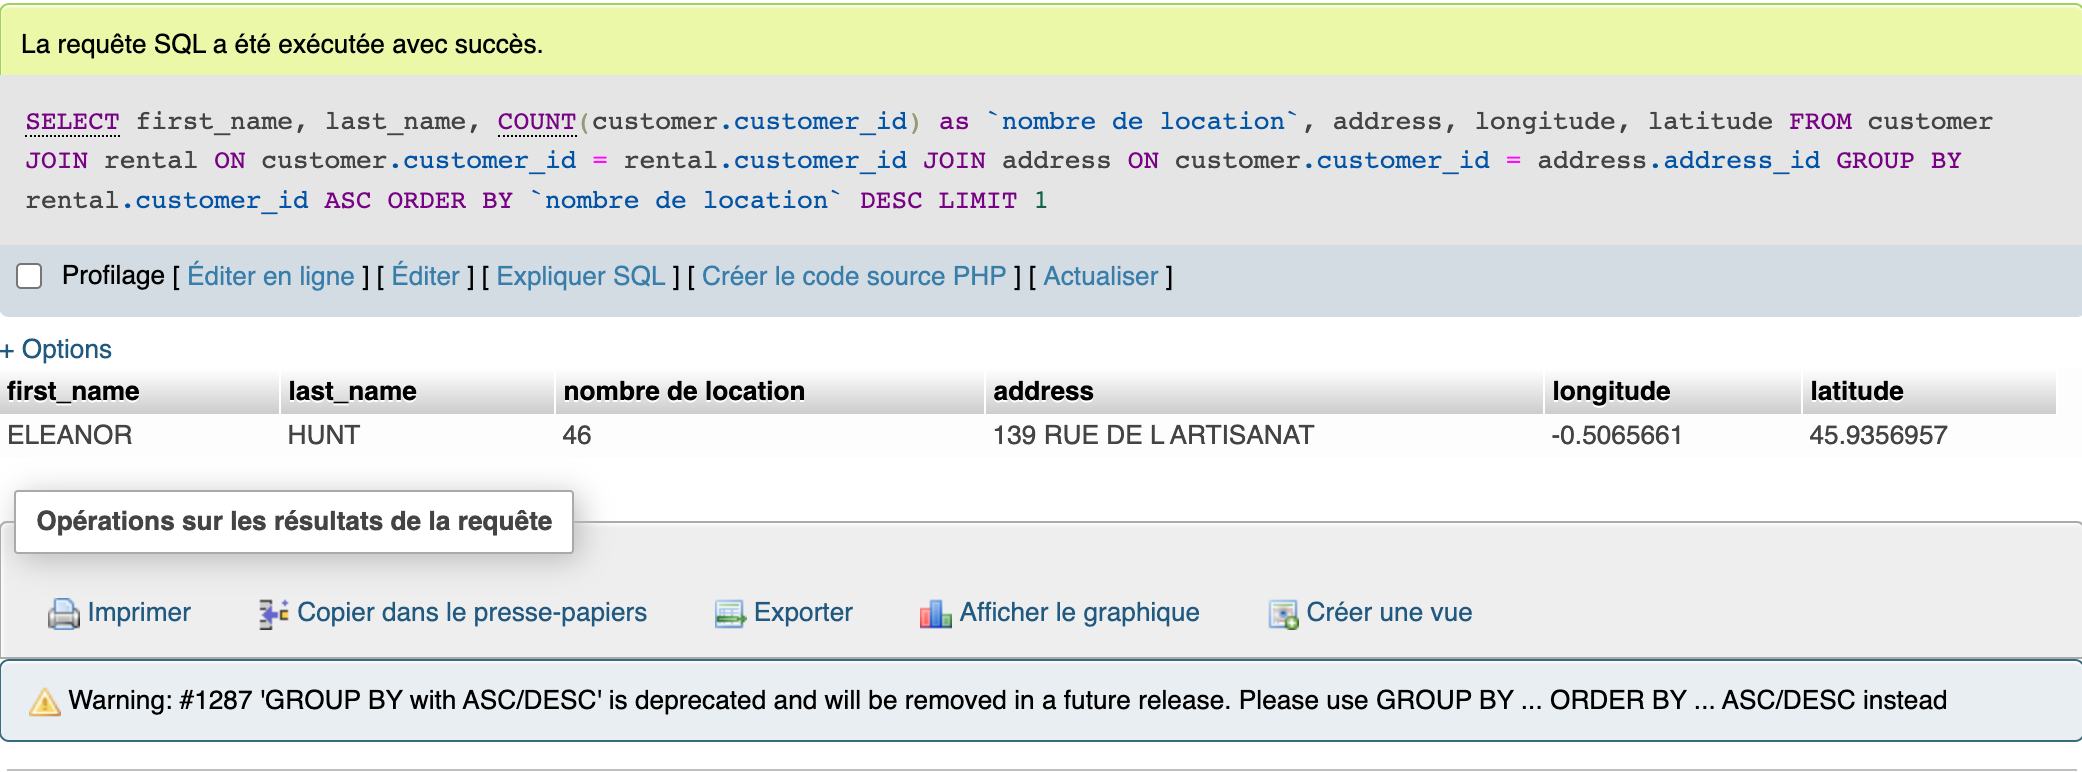 La requête SQL a été exécutée avec succès.
SELECT first_name, last_name, COUNT(customer.customer_id) as `nombre de location`, address, longitude, latitude FROM customer
JOIN rental ON customer.customer_id = rental.customer_id JOIN address ON customer.customer_id = address.address_id GROUP BY
rental.customer_id ASC ORDER BY `nombre de location` DESC LIMIT 1
Profilage [ Éditer en ligne ] [ Éditer ] [ Expliquer SQL ] [ Créer le code source PHP ] [ Actualiser ]
+ Options
first_name last_name nombre de location address longitude latitude
ELEANOR HUNT 46 139 RUE DE L ARTISANAT -0.5065661 45.9356957
Opérations sur les résultats de la requête
Imprimer Copier dans le presse-papiers Exporter Afficher le graphique Créer une vue
Warning: #1287 'GROUP BY with ASC/DESC' is deprecated and will be removed in a future release. Please use GROUP BY ... ORDER BY ... ASC/DESC instead